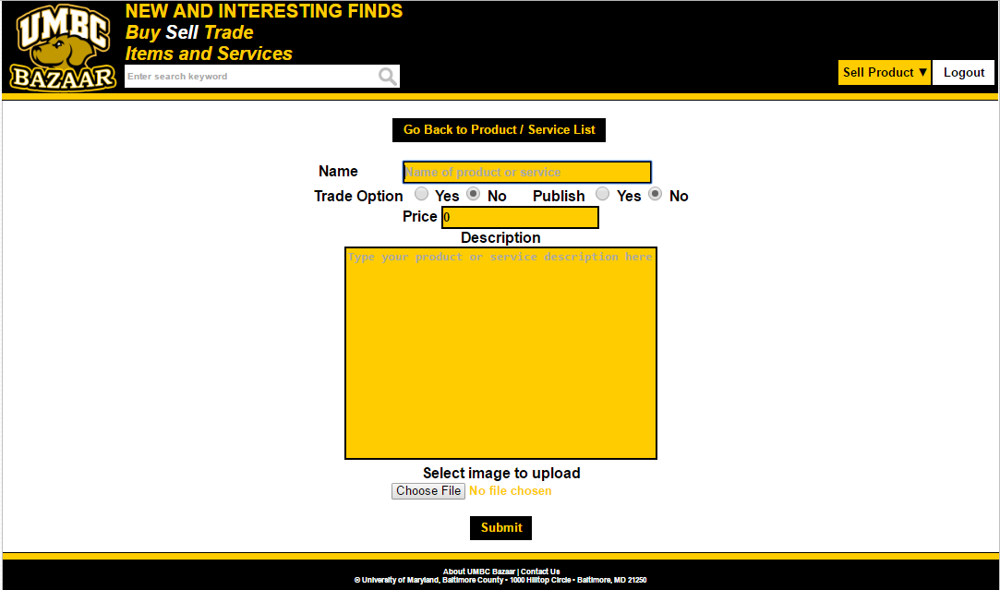 UMBC
BAZAAR
NEW AND INTERESTING FINDS
Buy Sell Trade
Items and Services
Enter search keyword
Sell Product ▼
Logout
Go Back to Product / Service List
Name
Name of product or service
Trade Option Yes No Publish Yes No
Price 0
Description
Type your product or service description here
Select image to upload
Choose File No file chosen
Submit
About UMBC Bazaar | Contact Us
© University of Maryland, Baltimore County • 1000 Hilltop Circle • Baltimore, MD 21250